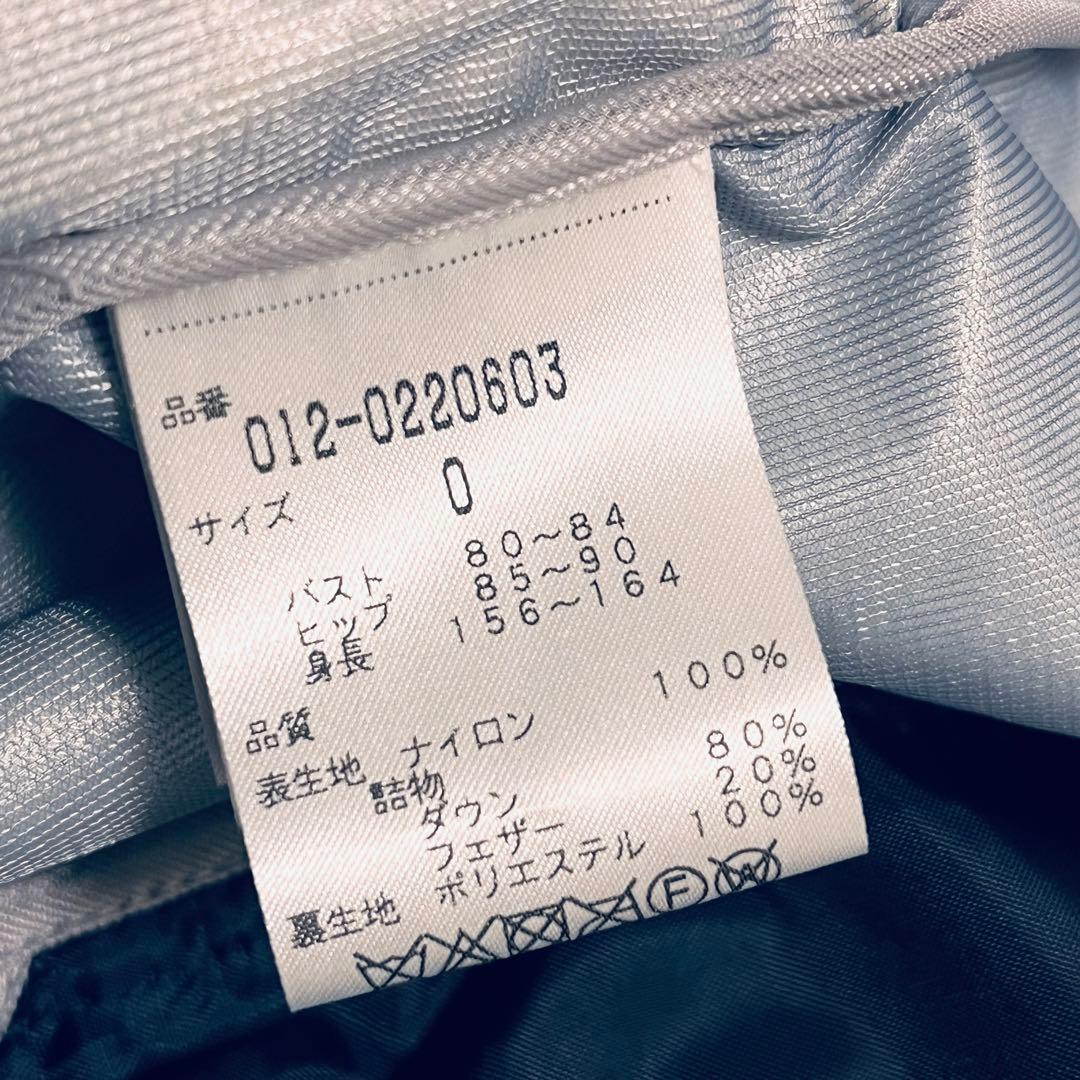 品番 012-0220603
サイズ 0
バスト 80～84
ヒップ 85～90
身長 156～164
品質
表生地 ナイロン 100%
詰物
ダウン 80%
フェザー 20%
裏生地 ポリエステル 100%
F